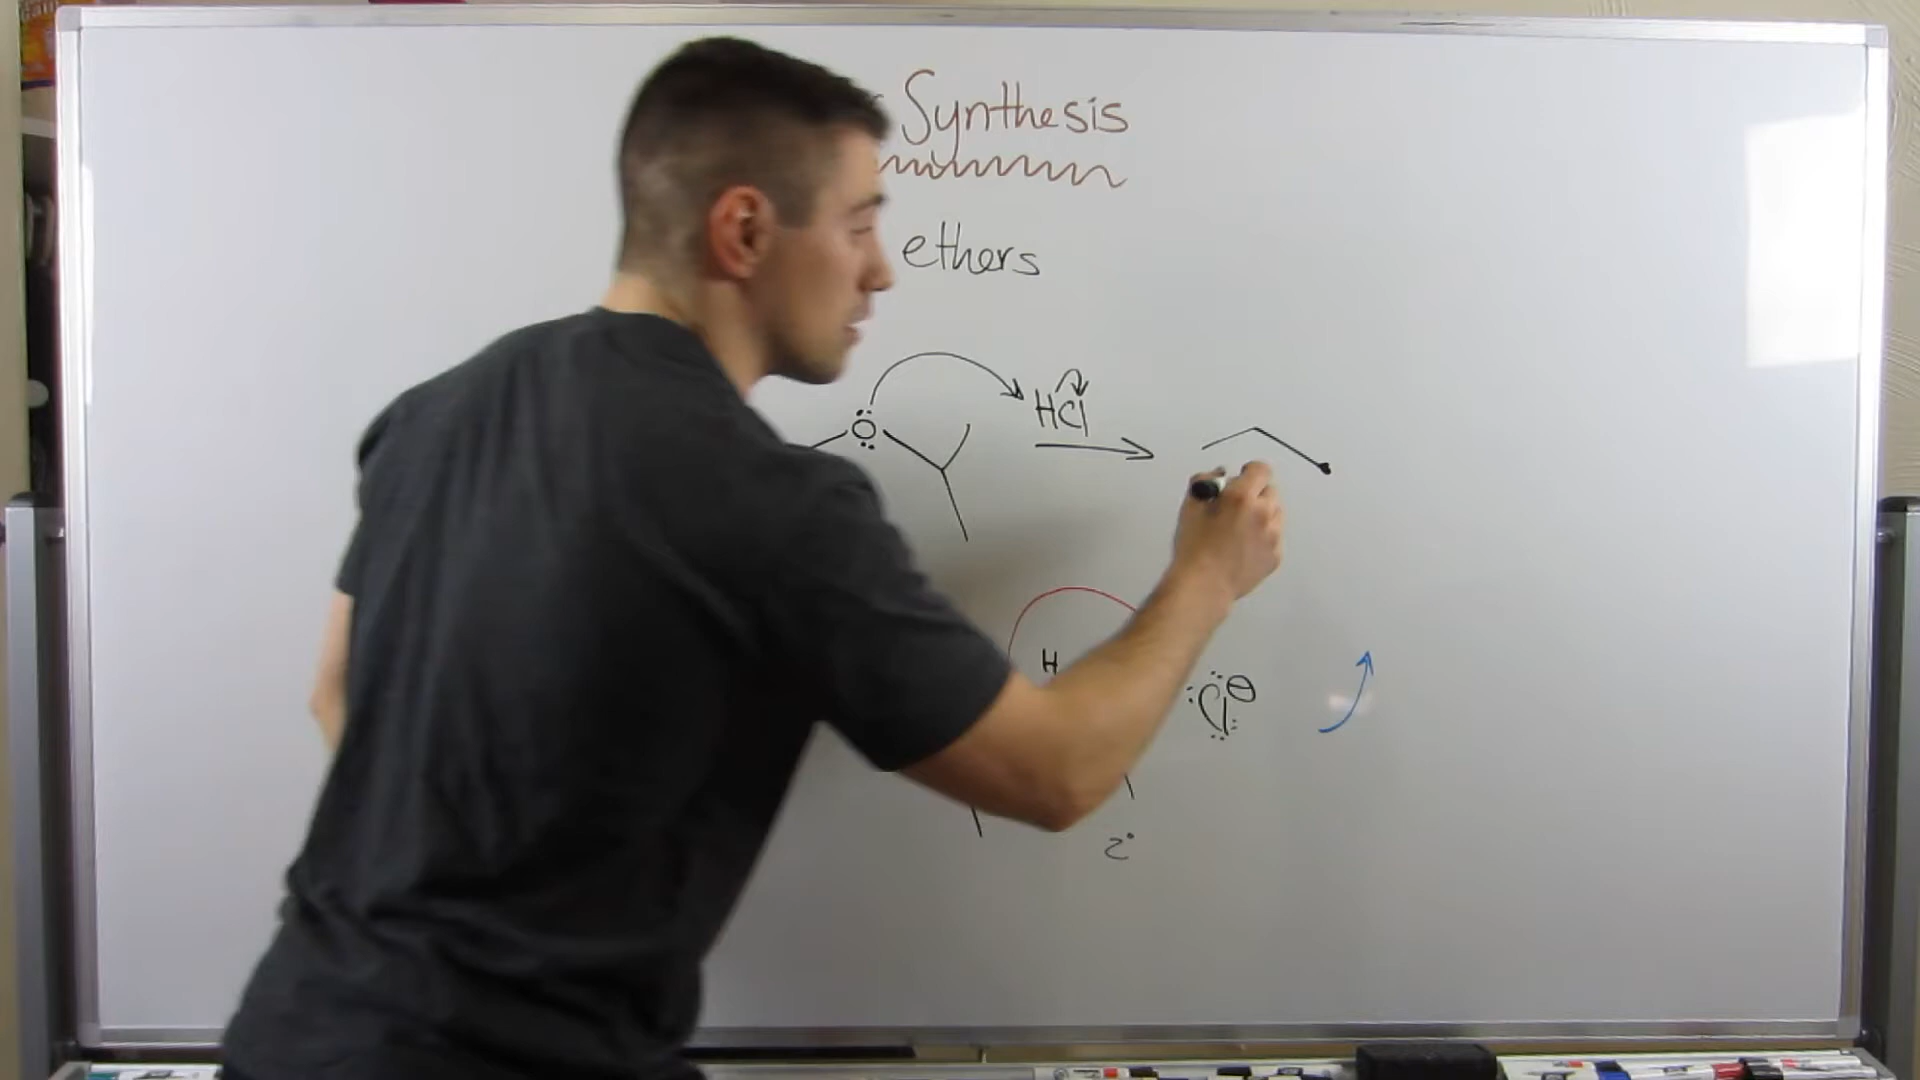 Synthesis
ethers
O
HCl
H
Cl⊖
2°